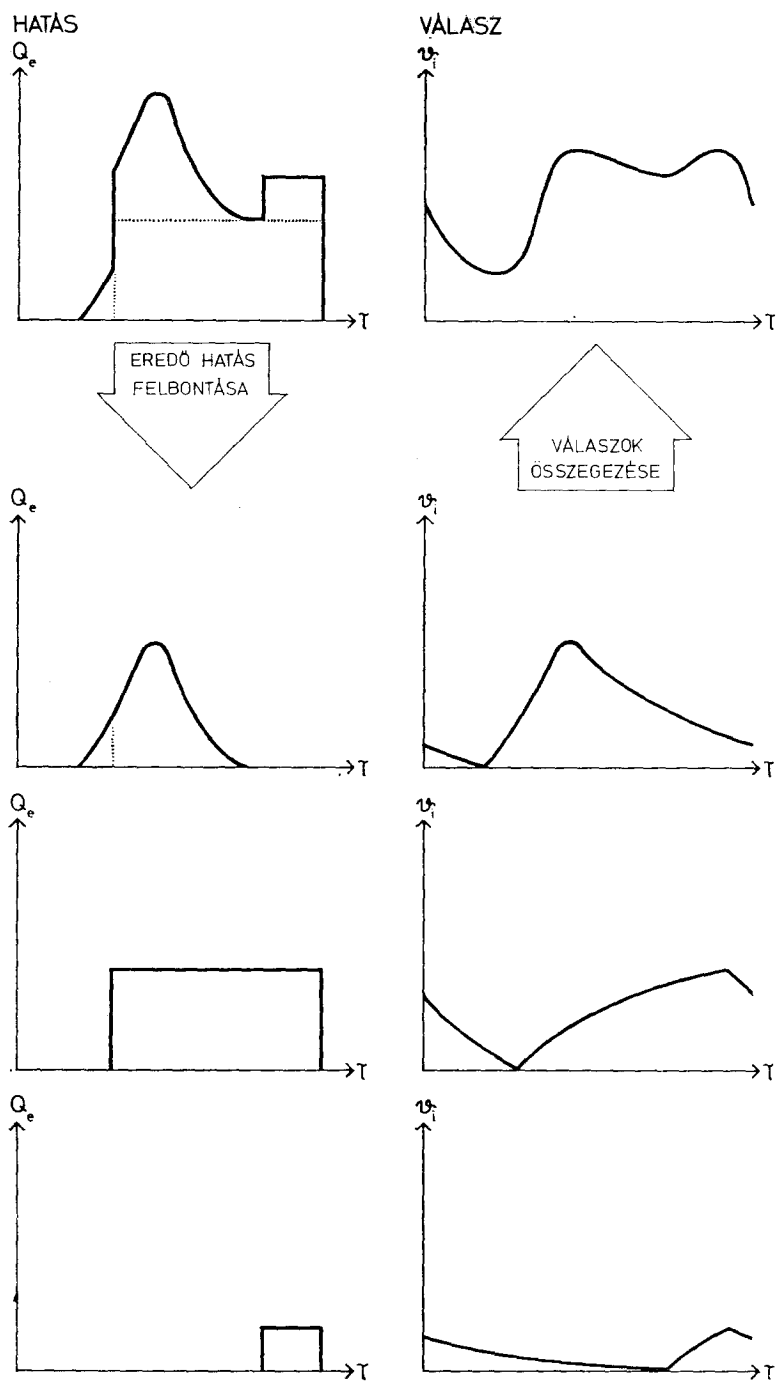 HATÁS
VÁLASZ
Qe
ϑi
τ
τ
EREDŐ HATÁS
FELBONTÁSA
VÁLASZOK
ÖSSZEGEZÉSE
Qe
ϑi
τ
τ
Qe
ϑi
τ
τ
Qe
ϑi
τ
τ